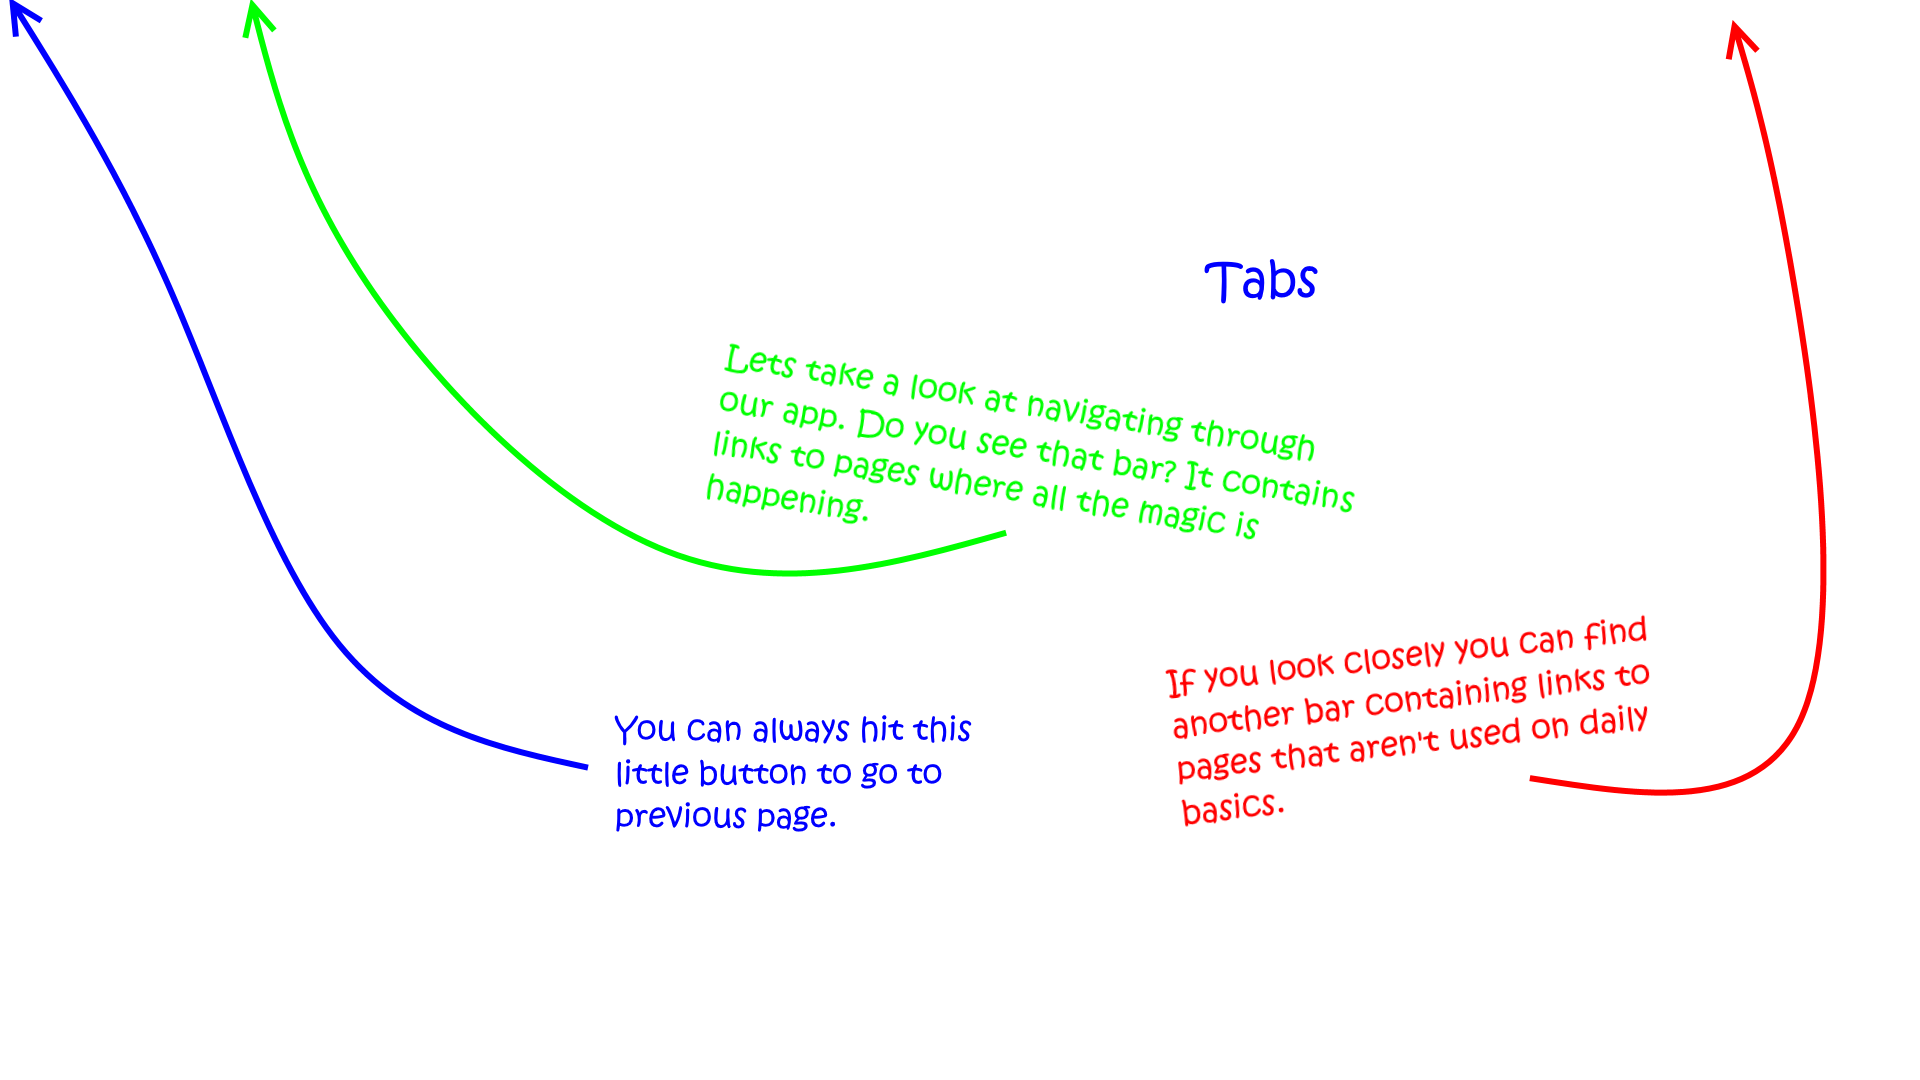 Tabs
Lets take a look at navigating through
our app. Do you see that bar? It contains
links to pages where all the magic is
happening.
If you look closely you can find
another bar containing links to
pages that aren't used on daily
basics.
You can always hit this
little button to go to
previous page.